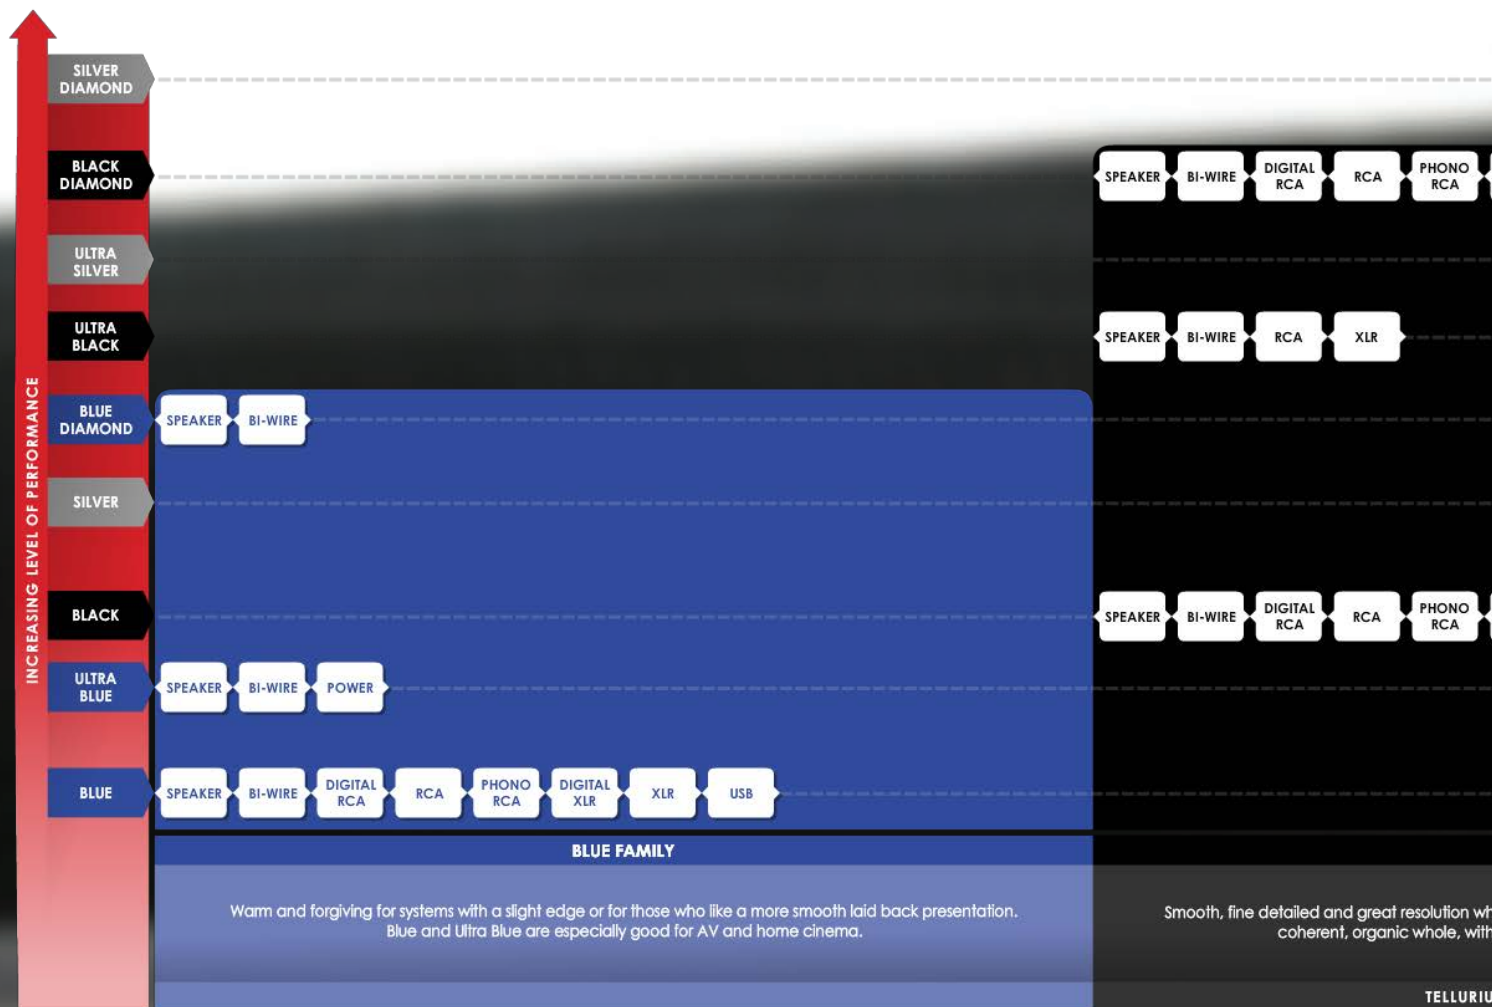 SILVER
DIAMOND
BLACK
DIAMOND
SPEAKER
BI-WIRE
DIGITAL
RCA
RCA
PHONO
RCA
ULTRA
SILVER
ULTRA
BLACK
SPEAKER
BI-WIRE
RCA
XLR
INCREASING LEVEL OF PERFORMANCE
BLUE
DIAMOND
SPEAKER
BI-WIRE
SILVER
BLACK
SPEAKER
BI-WIRE
DIGITAL
RCA
RCA
PHONO
RCA
ULTRA
BLUE
SPEAKER
BI-WIRE
POWER
BLUE
SPEAKER
BI-WIRE
DIGITAL
RCA
RCA
PHONO
RCA
DIGITAL
XLR
XLR
USB
BLUE FAMILY
Warm and forgiving for systems with a slight edge or for those who like a more smooth laid back presentation.
Blue and Ultra Blue are especially good for AV and home cinema.
Smooth, fine detailed and great resolution
coherent, organic whole, with